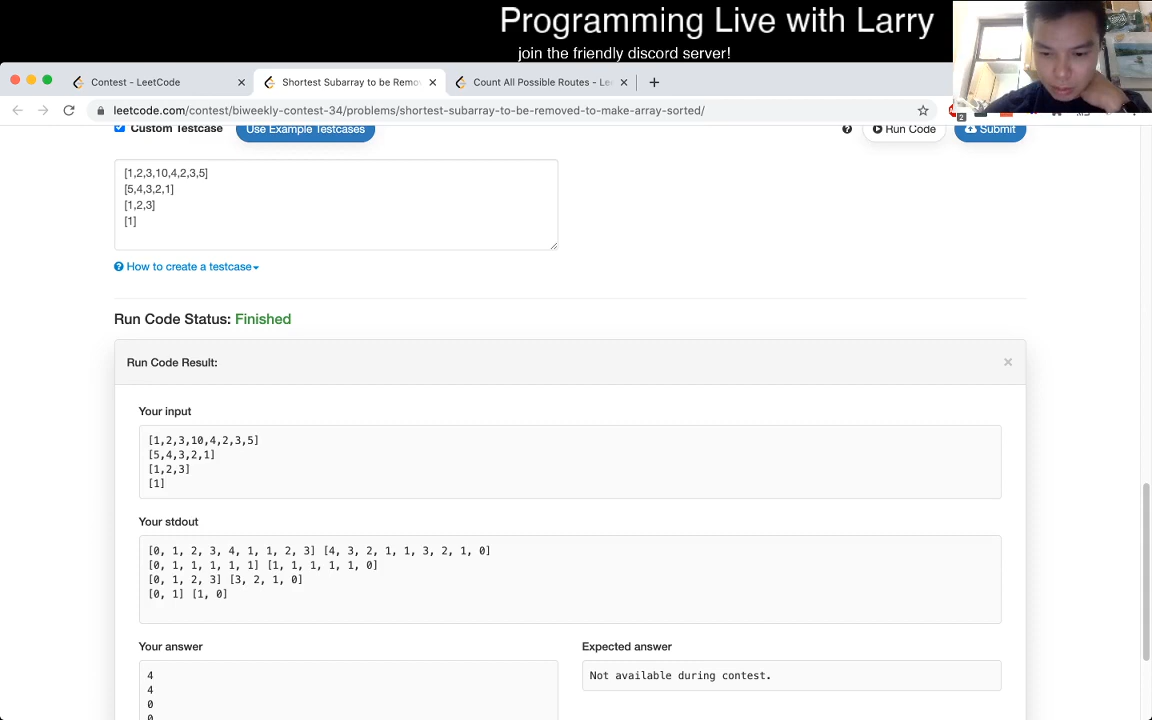 Programming Live with Larry
join the friendly discord server!
Contest - LeetCode
Shortest Subarray to be Remo
Count All Possible Routes - Le
leetcode.com/contest/biweekly-contest-34/problems/shortest-subarray-to-be-removed-to-make-array-sorted/
2
Custom Testcase
Use Example Testcases
Run Code
Submit
[1,2,3,10,4,2,3,5]
[5,4,3,2,1]
[1,2,3]
[1]
How to create a testcase
Run Code Status: Finished
Run Code Result:
Your input
[1,2,3,10,4,2,3,5]
[5,4,3,2,1]
[1,2,3]
[1]
Your stdout
[0, 1, 2, 3, 4, 1, 1, 2, 3] [4, 3, 2, 1, 1, 3, 2, 1, 0]
[0, 1, 1, 1, 1, 1] [1, 1, 1, 1, 1, 0]
[0, 1, 2, 3] [3, 2, 1, 0]
[0, 1] [1, 0]
Your answer
4
4
0
0
Expected answer
Not available during contest.